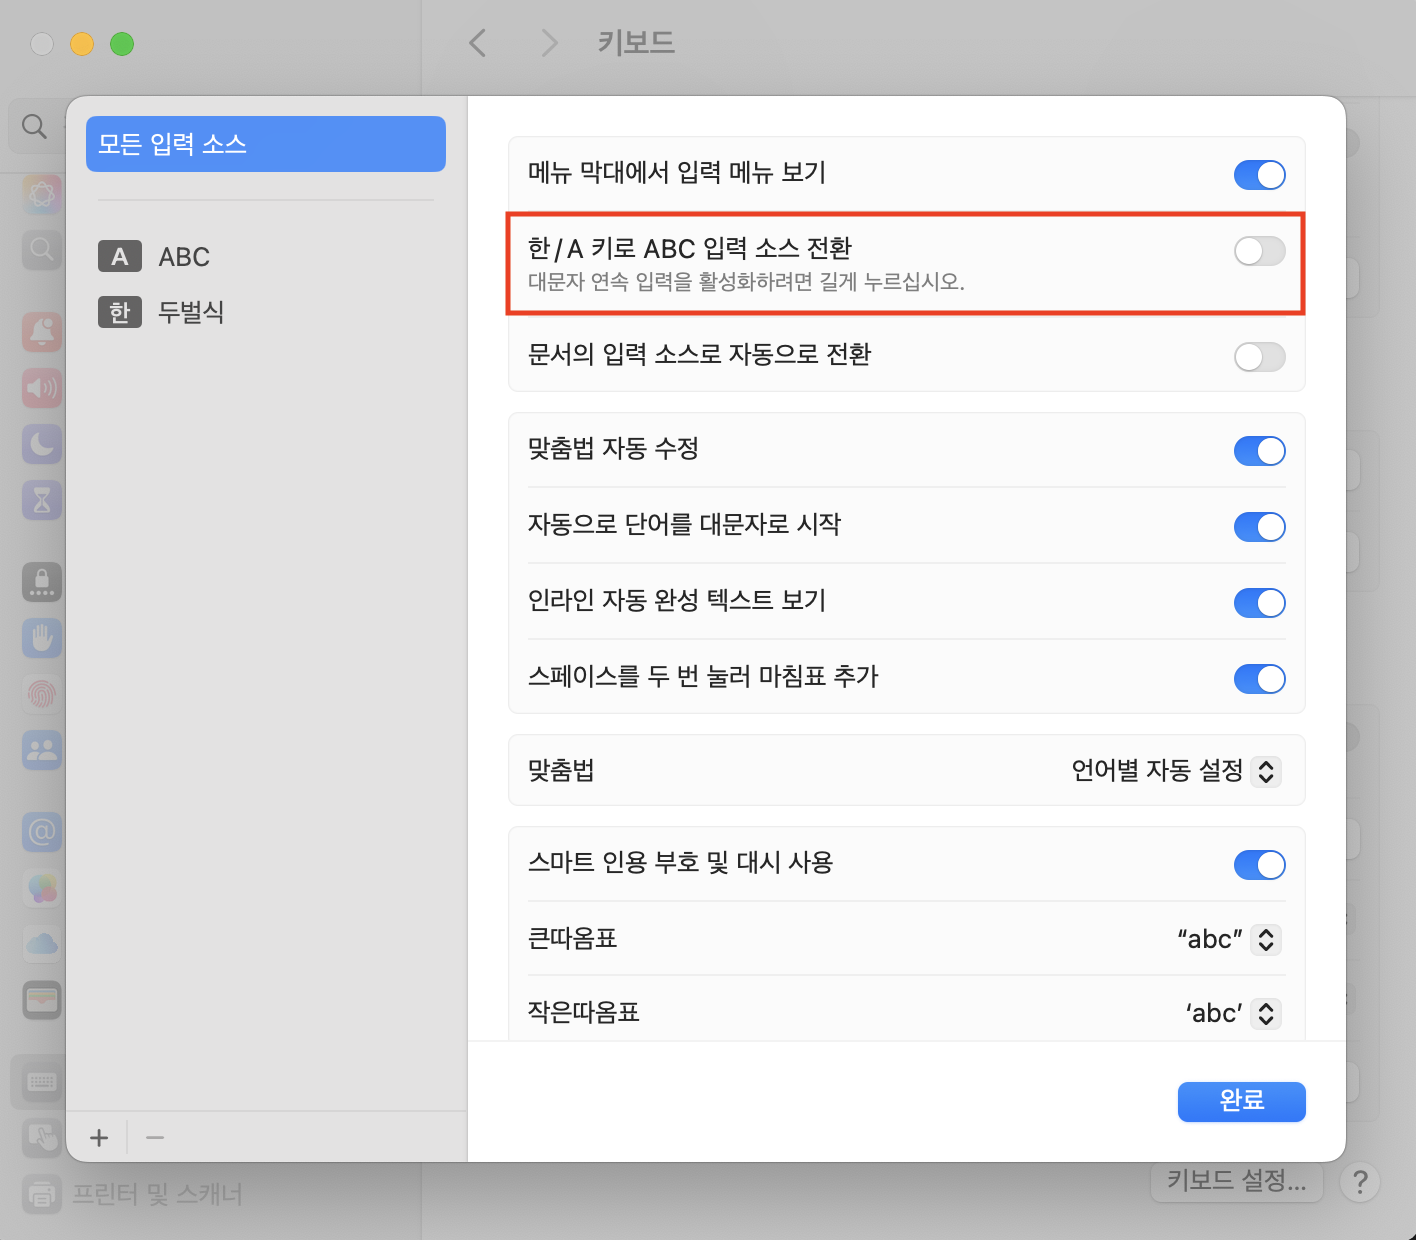 키보드
모든 입력 소스
A ABC
한 두벌식
메뉴 막대에서 입력 메뉴 보기
한/A 키로 ABC 입력 소스 전환
대문자 연속 입력을 활성화하려면 길게 누르십시오.
문서의 입력 소스로 자동으로 전환
맞춤법 자동 수정
자동으로 단어를 대문자로 시작
인라인 자동 완성 텍스트 보기
스페이스를 두 번 눌러 마침표 추가
맞춤법 언어별 자동 설정
스마트 인용 부호 및 대시 사용
큰따옴표 “abc”
작은따옴표 ‘abc’
완료
+ −
프린터 및 스캐너
키보드 설정... ?